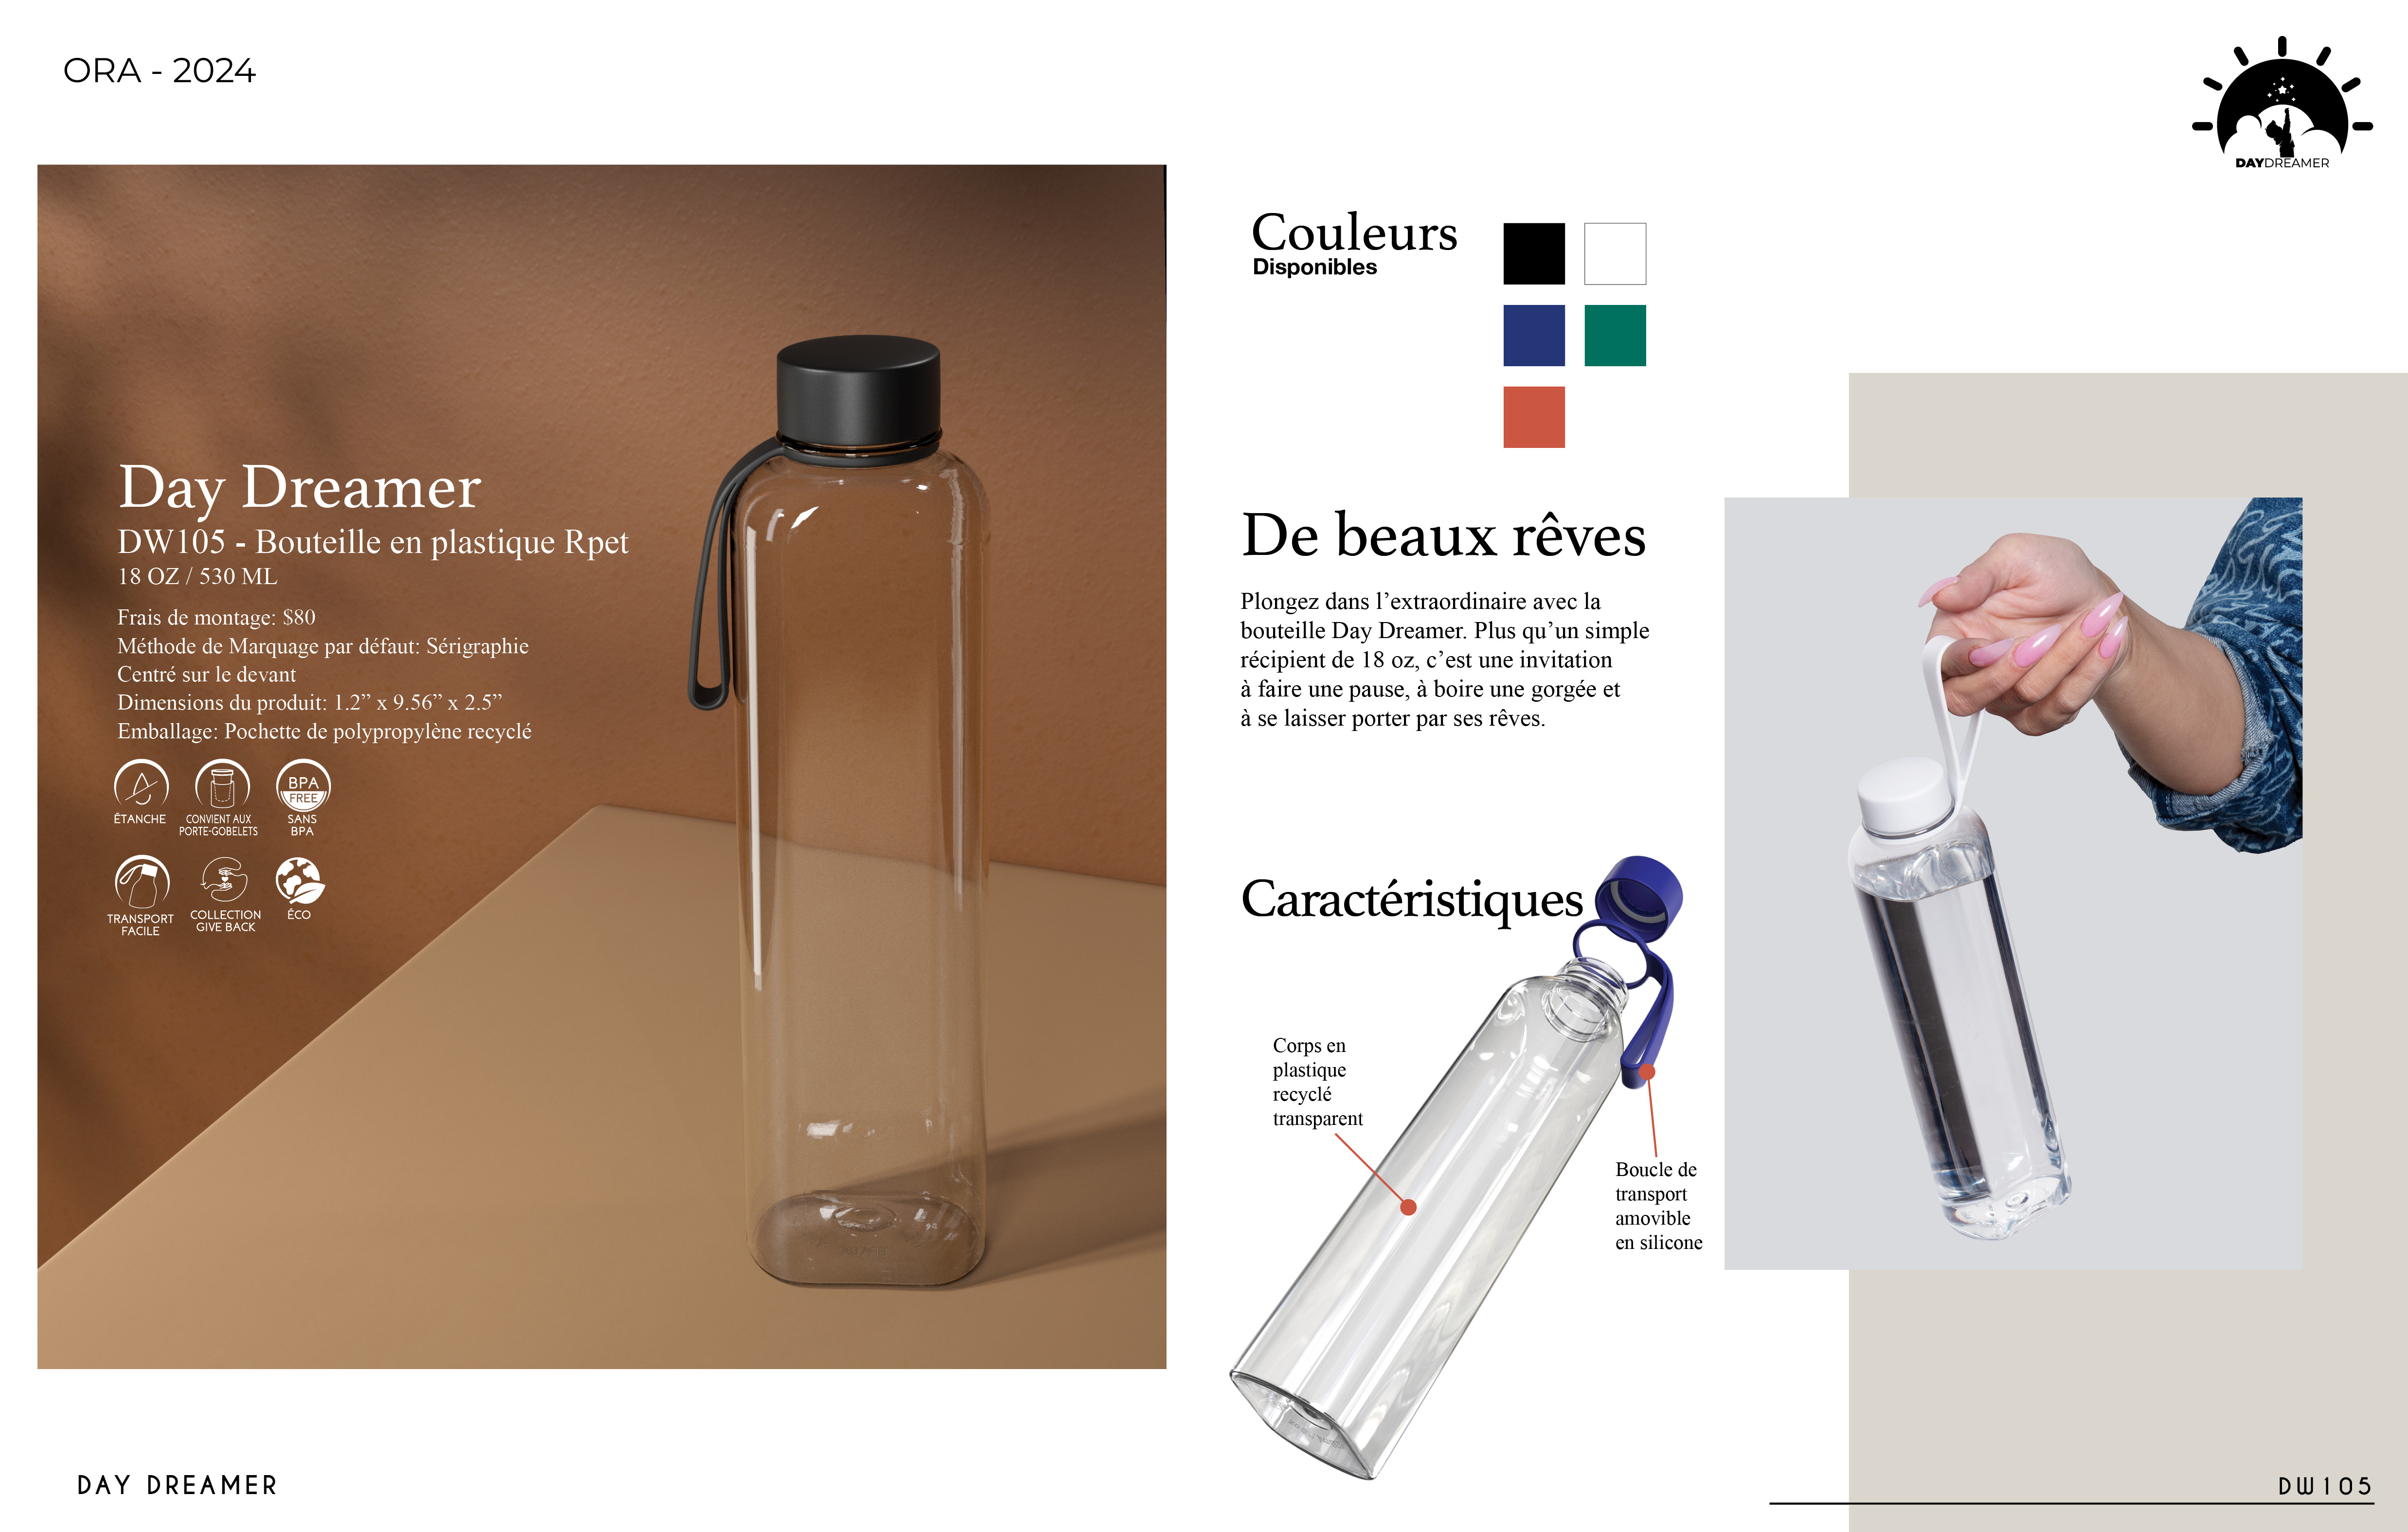 ORA - 2024
DAYDREAMER
Day Dreamer
DW105 - Bouteille en plastique Rpet
18 OZ / 530 ML
Frais de montage: $80
Méthode de Marquage par défaut: Sérigraphie
Centré sur le devant
Dimensions du produit: 1.2” x 9.56” x 2.5”
Emballage: Pochette de polypropylène recyclé
ÉTANCHE
CONVIENT AUX
PORTE-GOBELETS
BPA
FREE
SANS
BPA
TRANSPORT
FACILE
COLLECTION
GIVE BACK
ÉCO
Couleurs
Disponibles
De beaux rêves
Plongez dans l’extraordinaire avec la
bouteille Day Dreamer. Plus qu’un simple
récipient de 18 oz, c’est une invitation
à faire une pause, à boire une gorgée et
à se laisser porter par ses rêves.
Caractéristiques
Corps en
plastique
recyclé
transparent
Boucle de
transport
amovible
en silicone
DAY DREAMER
DW105